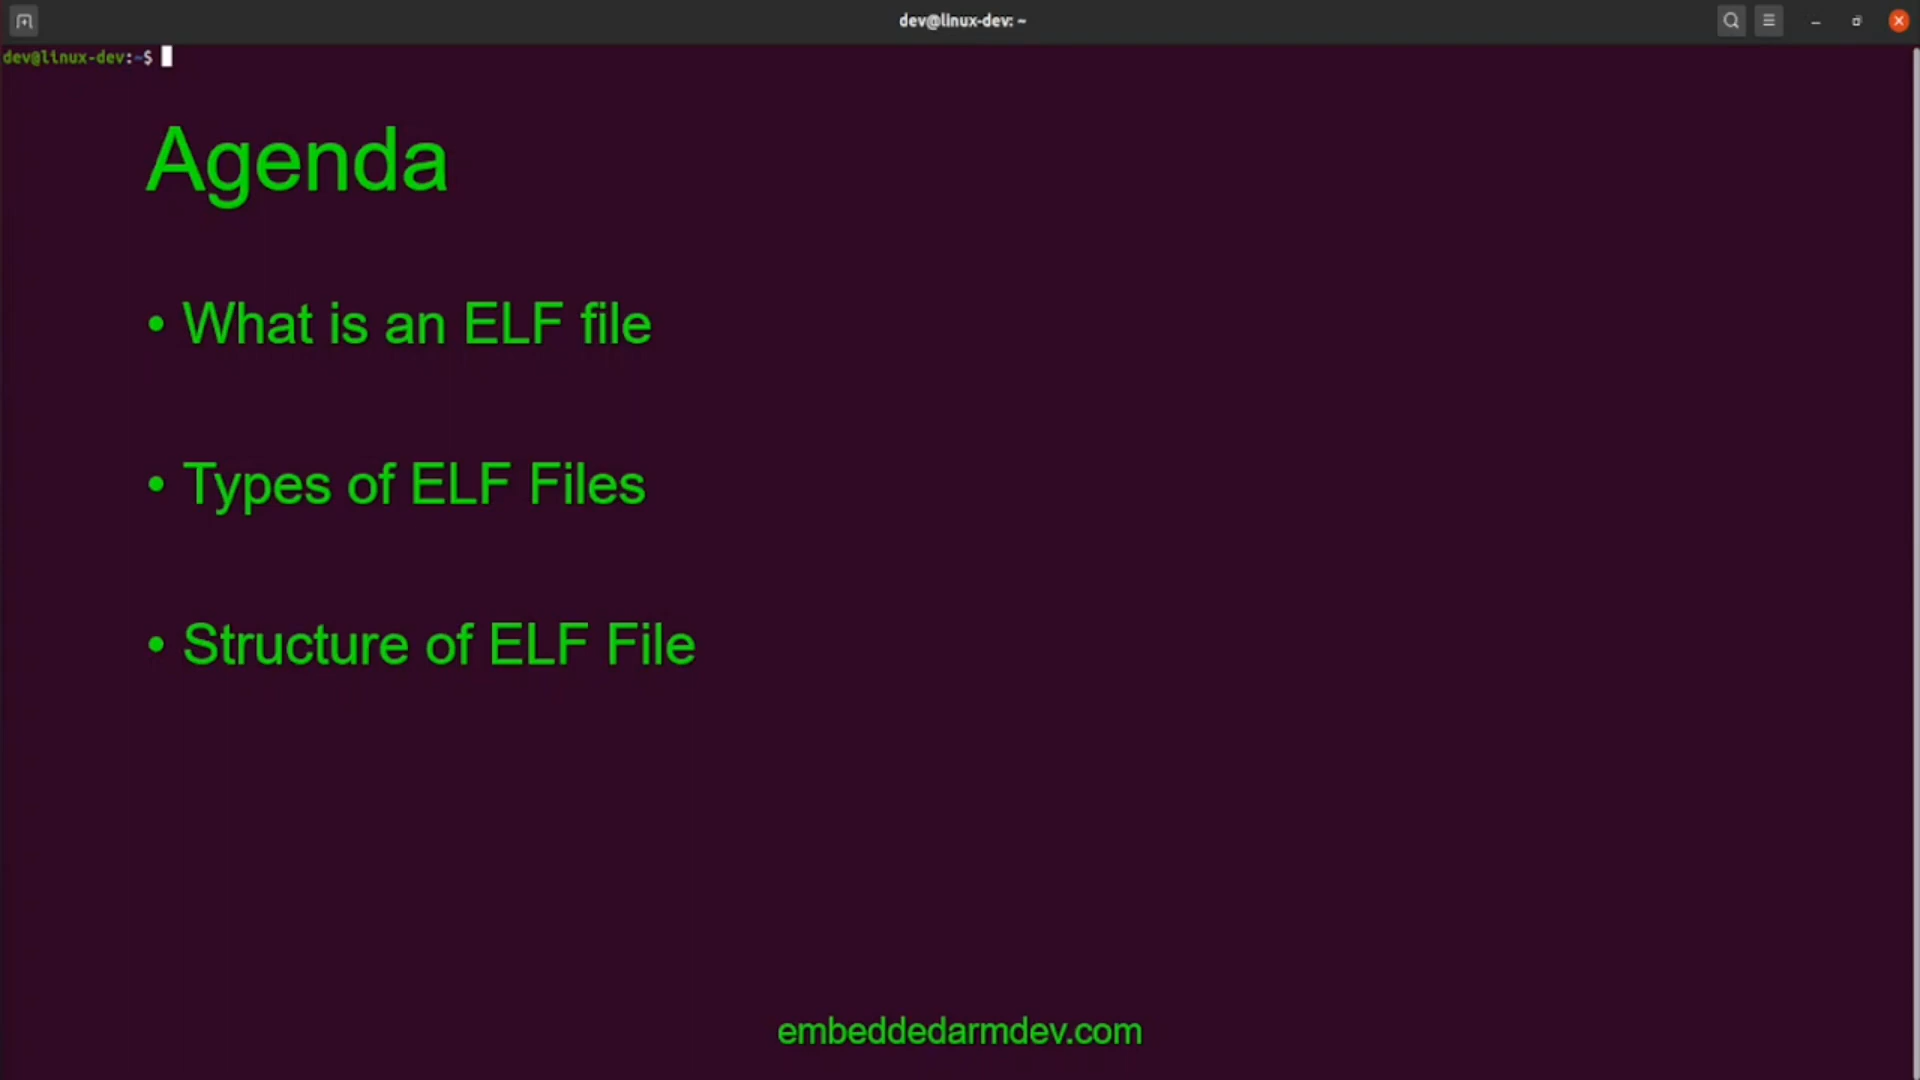 dev@linux-dev: ~
dev@linux-dev:~$
Agenda
• What is an ELF file
• Types of ELF Files
• Structure of ELF File
embeddedarmdev.com